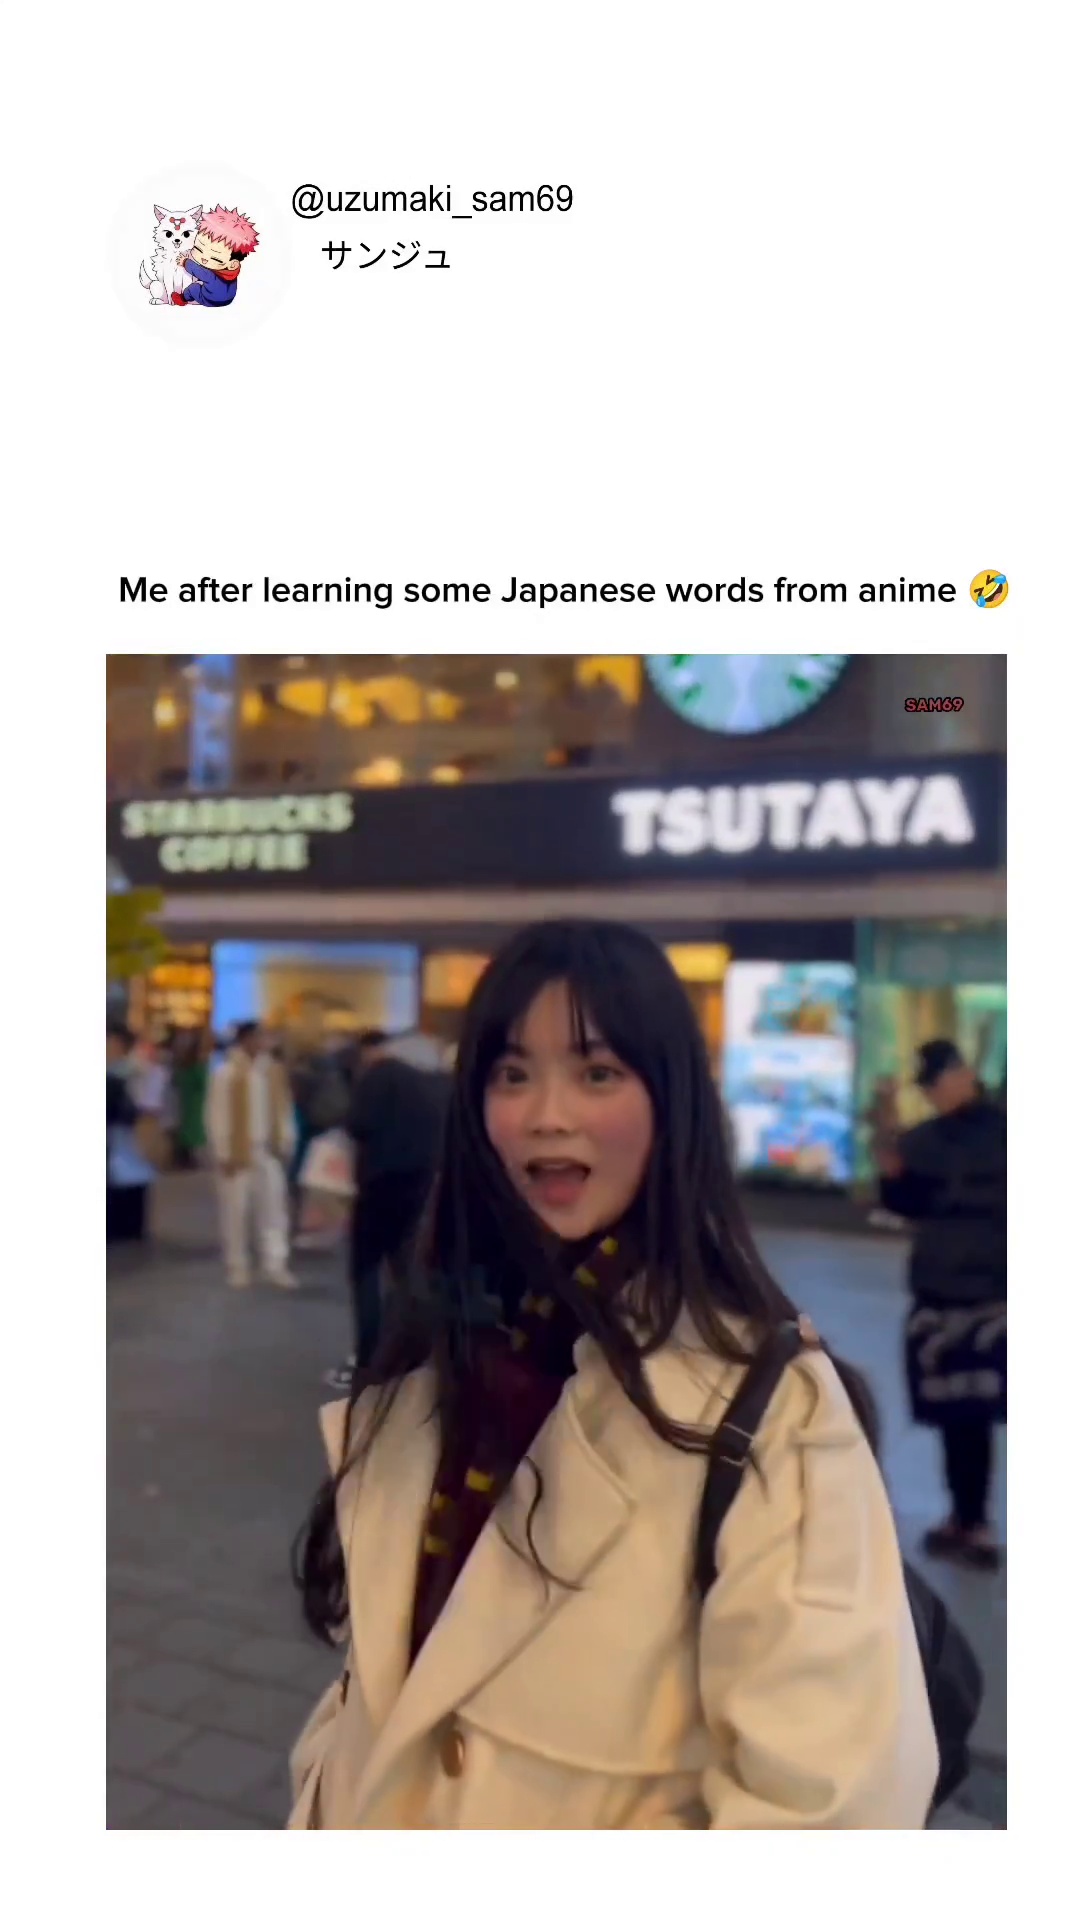 @uzumaki_sam69
サンジュ
Me after learning some Japanese words from anime 🤣
SAM69
STARBUCKS
COFFEE
TSUTAYA